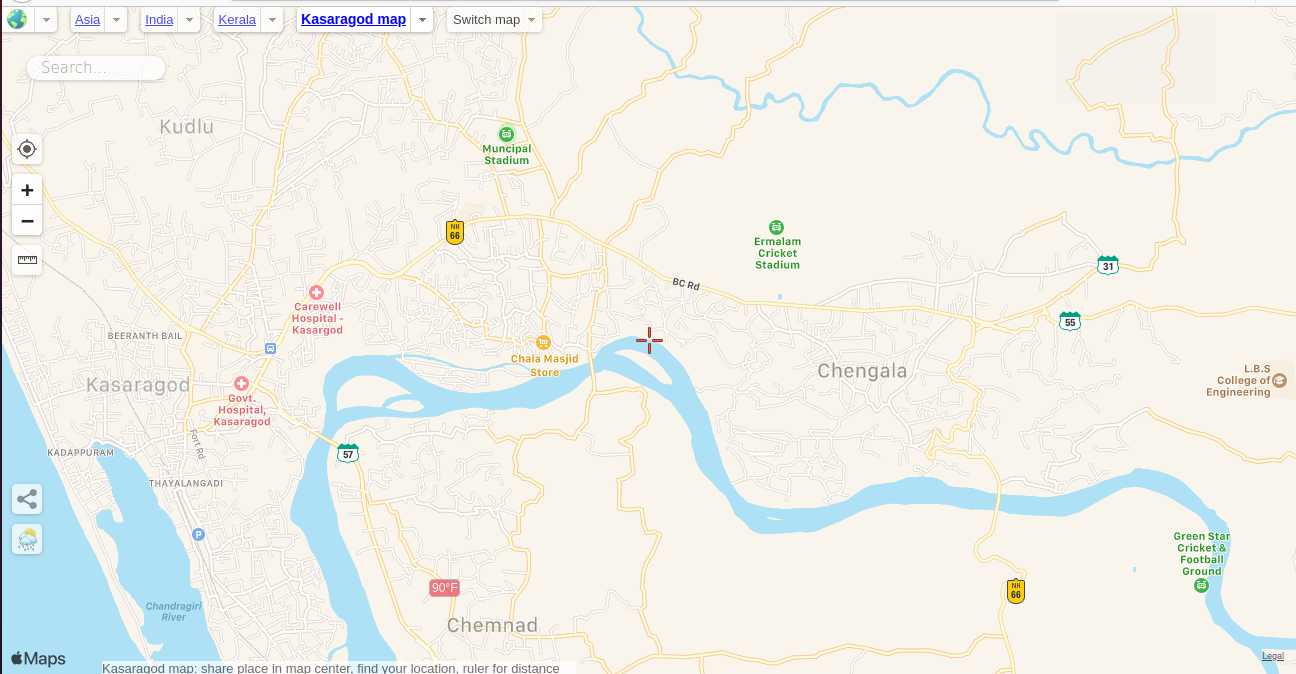 Asia
India
Kerala
Kasaragod map
Switch map
Search...
Kudlu
Muncipal
Stadium
NH
66
Ermalam
Cricket
Stadium
31
BC Rd
Carewell
Hospital -
Kasargod
55
BEERANTH BAIL
Chala Masjid
Store
Chengala
L.B.S
College of
Engineering
Kasaragod
Govt.
Hospital,
Kasaragod
Fort Rd
57
KADAPPURAM
THAYALANGADI
P
Green Star
Cricket &
Football
Ground
90°F
NH
66
Chandragiri
River
Chemnad
Maps
Legal
Kasaragod map: share place in map center, find your location, ruler for distance